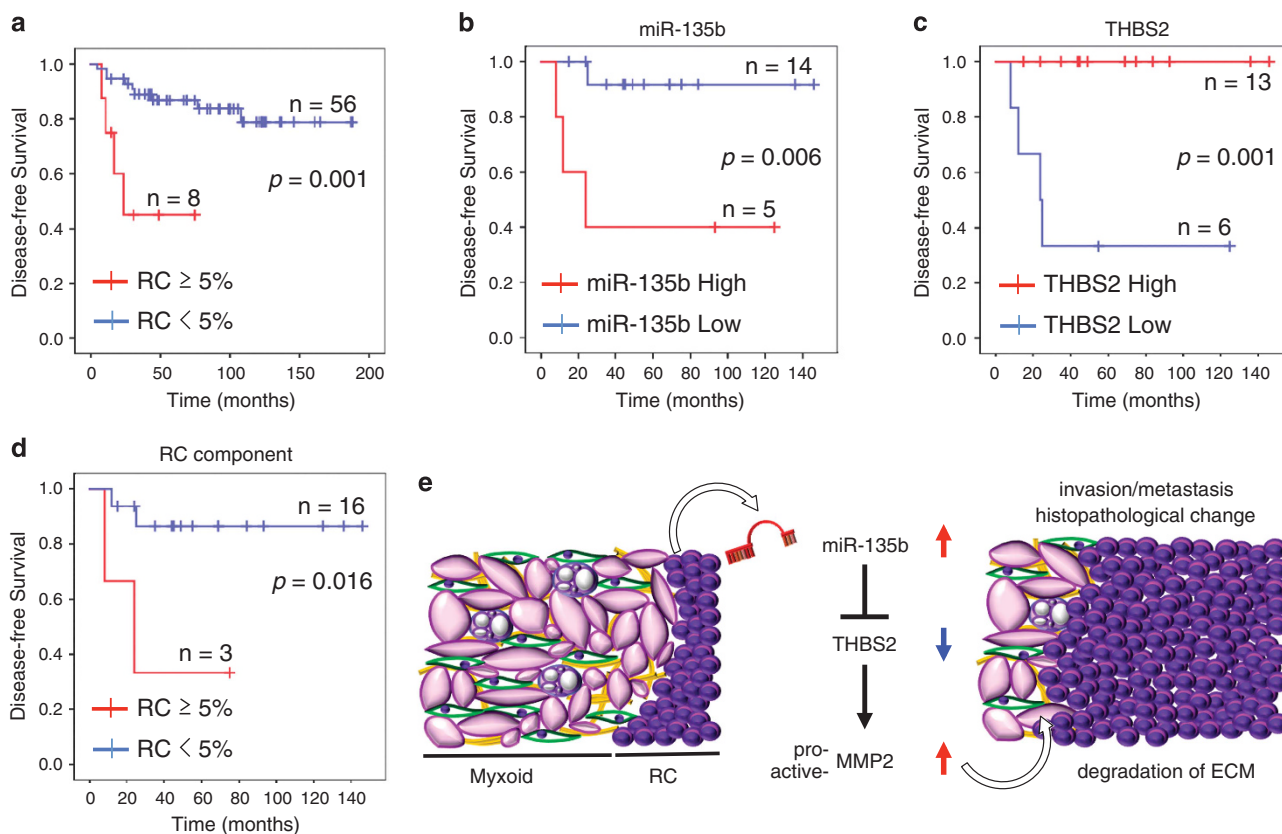 a
Disease-free Survival
1.0
0.8
0.6
0.4
0.2
0.0
n = 56
p = 0.001
n = 8
RC ≥ 5%
RC < 5%
0 50 100 150 200
Time (months)
b
miR-135b
Disease-free Survival
1.0
0.8
0.6
0.4
0.2
0.0
n = 14
p = 0.006
n = 5
miR-135b High
miR-135b Low
0 20 40 60 80 100 120 140
Time (months)
c
THBS2
Disease-free Survival
1.0
0.8
0.6
0.4
0.2
0.0
n = 13
p = 0.001
n = 6
THBS2 High
THBS2 Low
0 20 40 60 80 100 120 140
Time (months)
d
RC component
Disease-free Survival
1.0
0.8
0.6
0.4
0.2
0.0
n = 16
p = 0.016
n = 3
RC ≥ 5%
RC < 5%
0 20 40 60 80 100 120 140
Time (months)
e
Myxoid
RC
miR-135b
THBS2
pro-
active-
MMP2
invasion/metastasis
histopathological change
degradation of ECM